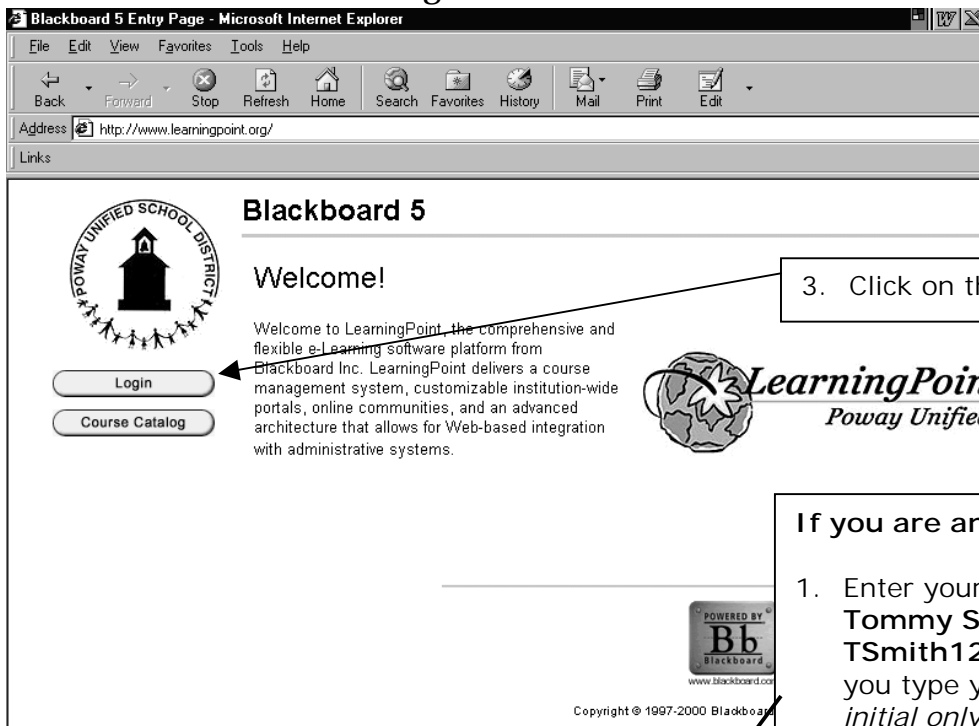 Blackboard 5 Entry Page - Microsoft Internet Explorer
File Edit View Favorites Tools Help
Back Forward Stop Refresh Home Search Favorites History Mail Print Edit
Address http://www.learningpoint.org/
Links
POWAY UNIFIED SCHOOL DISTRICT
Blackboard 5
Welcome!
Welcome to LearningPoint, the comprehensive and
flexible e-Learning software platform from
Blackboard Inc. LearningPoint delivers a course
management system, customizable institution-wide
portals, online communities, and an advanced
architecture that allows for Web-based integration
with administrative systems.
Login
Course Catalog
3. Click on th
LearningPoin
Poway Unified
If you are an
1. Enter your
Tommy S
TSmith12
you type y
initial only
POWERED BY
Bb
Blackboard
www.blackboard.com
Copyright © 1997-2000 Blackboard